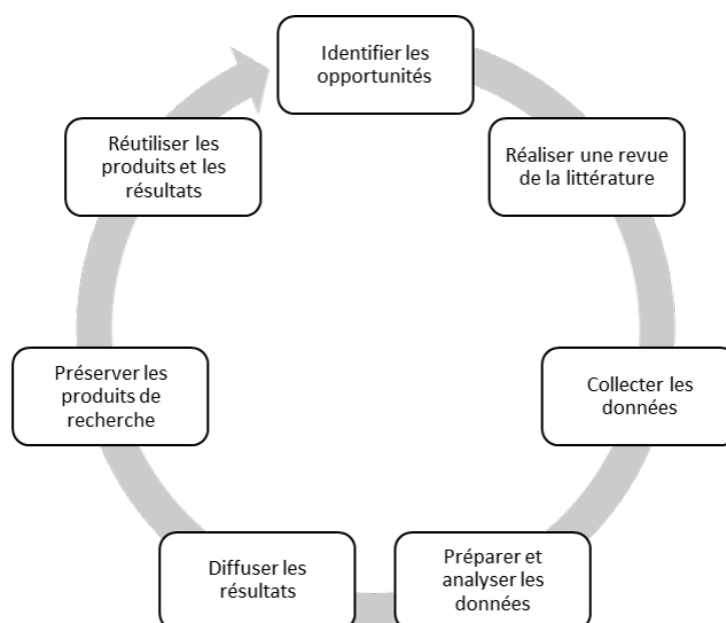 Identifier les
opportunités
Réaliser une revue
de la littérature
Collecter les
données
Préparer et
analyser les
données
Diffuser les
résultats
Préserver les
produits de
recherche
Réutiliser les
produits et les
résultats